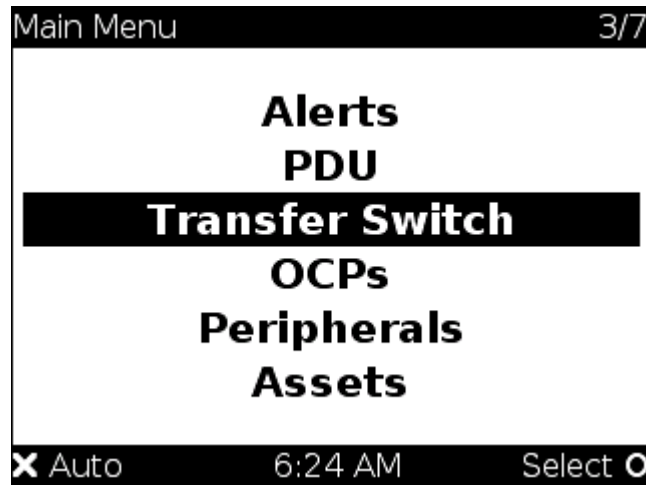 Main Menu 3/7
Alerts
PDU
Transfer Switch
OCPs
Peripherals
Assets
Auto 6:24 AM Select